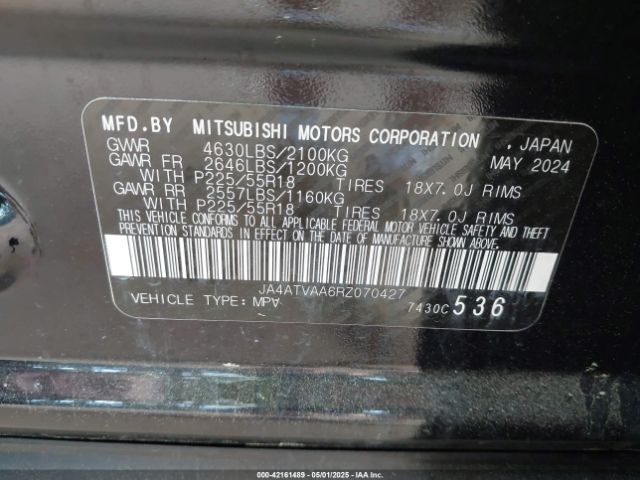 MFD.BY MITSUBISHI MOTORS CORPORATION , JAPAN
GVWR 4630LBS/2100KG MAY 2024
GAWR FR 2646LBS/1200KG
WITH P225/55R18 TIRES 18X7.0J RIMS
GAWR RR 2557LBS/1160KG
WITH P225/55R18 TIRES 18X7.0J RIMS
THIS VEHICLE CONFORMS TO ALL APPLICABLE FEDERAL MOTOR VEHICLE SAFETY AND THEFT
PREVENTION STANDARDS IN EFFECT ON THE DATE OF MANUFACTURE SHOWN ABOVE.
JA4ATVAA6RZ070427
VEHICLE TYPE:MPV 7430C 536
000-42161489 05/01/2025 IAAI.COM